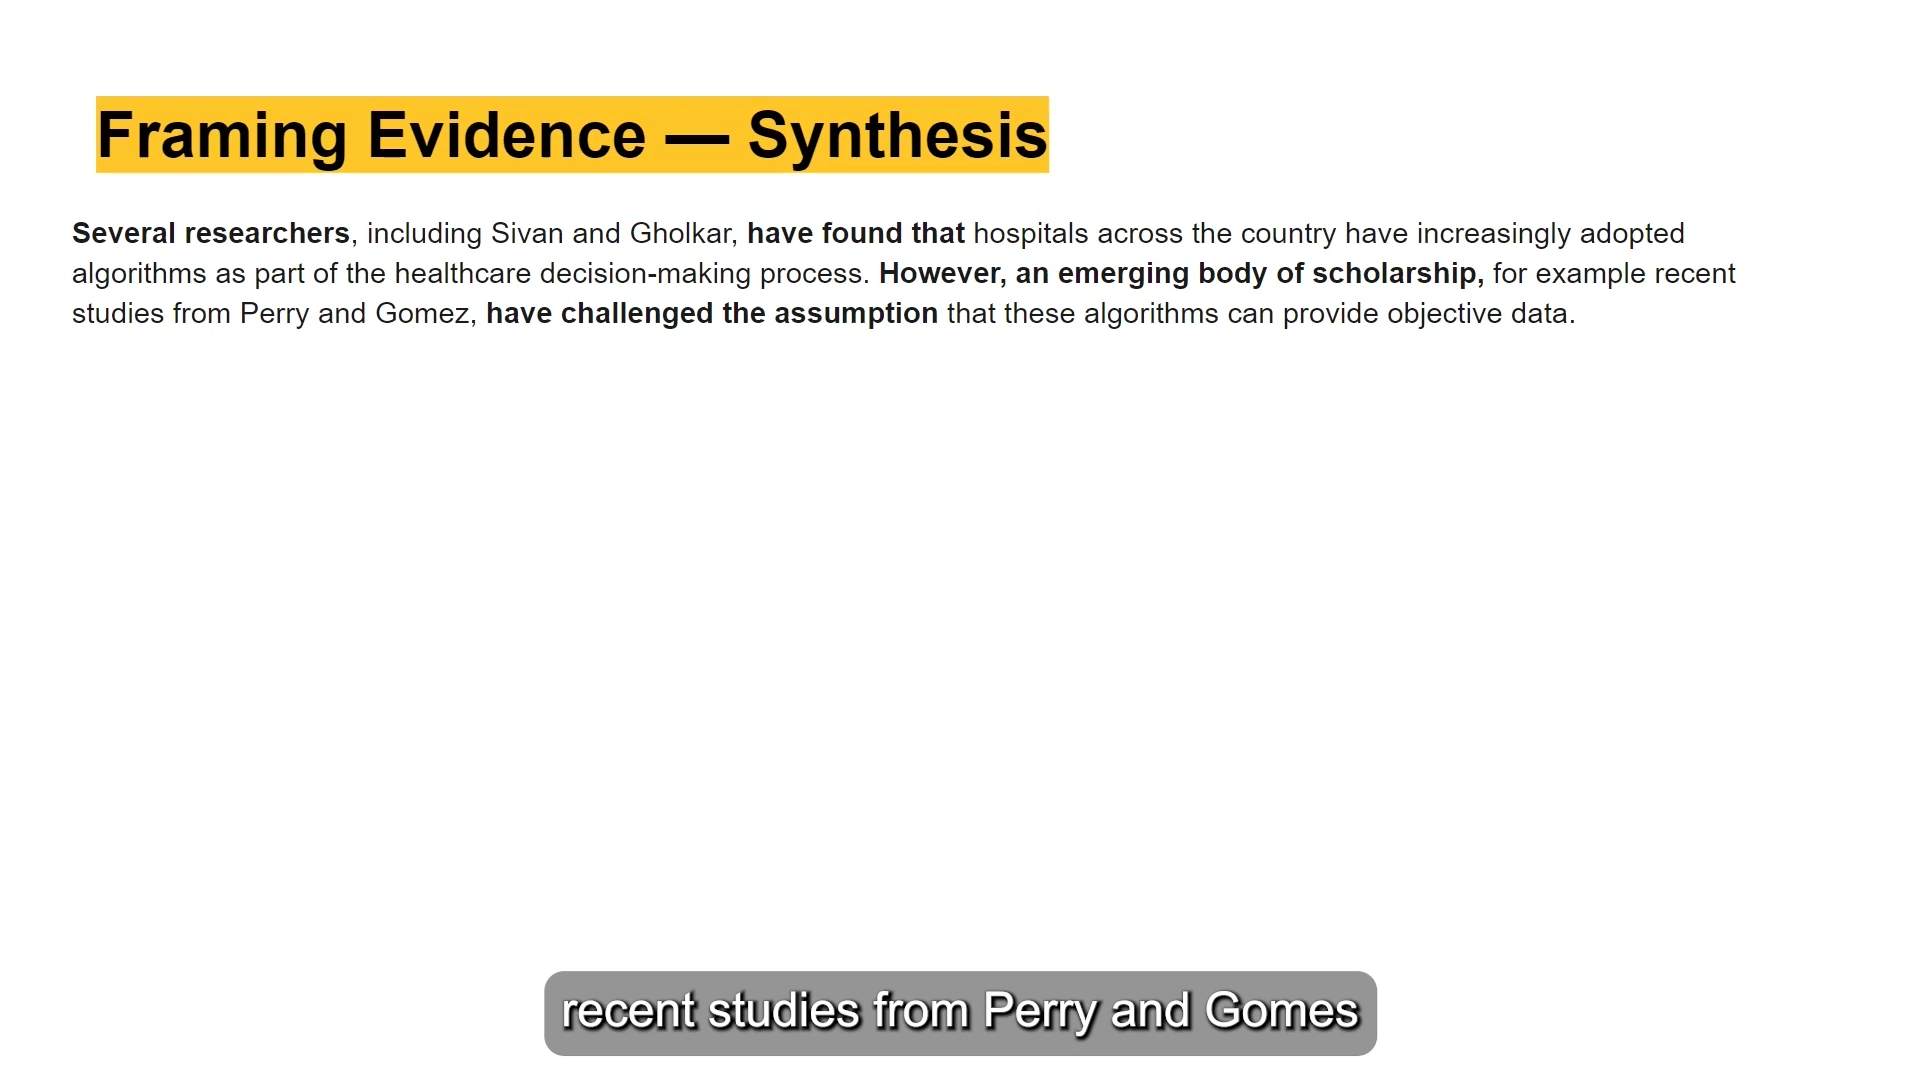 Framing Evidence — Synthesis
Several researchers, including Sivan and Gholkar, have found that hospitals across the country have increasingly adopted
algorithms as part of the healthcare decision-making process. However, an emerging body of scholarship, for example recent
studies from Perry and Gomez, have challenged the assumption that these algorithms can provide objective data.
recent studies from Perry and Gomes